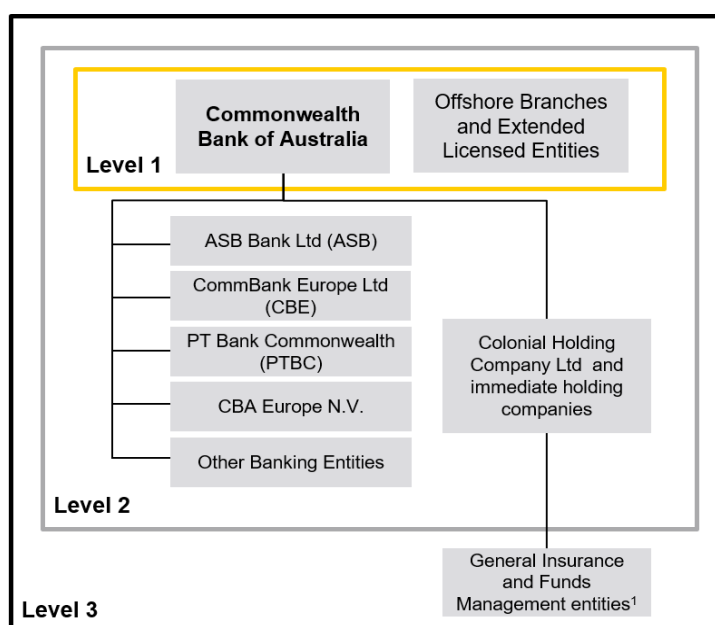 Commonwealth
Bank of Australia
Offshore Branches
and Extended
Licensed Entities
Level 1
ASB Bank Ltd (ASB)
CommBank Europe Ltd
(CBE)
PT Bank Commonwealth
(PTBC)
CBA Europe N.V.
Other Banking Entities
Colonial Holding
Company Ltd and
immediate holding
companies
Level 2
General Insurance
and Funds
Management entities¹
Level 3